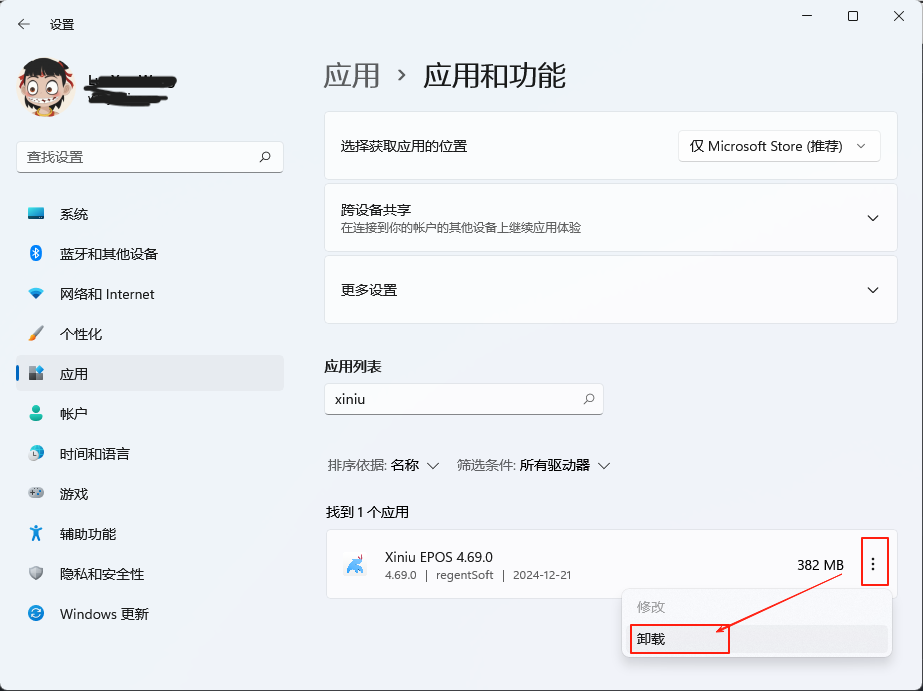 设置
应用 › 应用和功能
查找设置
系统
蓝牙和其他设备
网络和 Internet
个性化
应用
帐户
时间和语言
游戏
辅助功能
隐私和安全性
Windows 更新
选择获取应用的位置
仅 Microsoft Store (推荐)
跨设备共享
在连接到你的帐户的其他设备上继续应用体验
更多设置
应用列表
xiniu
排序依据: 名称 筛选条件: 所有驱动器
找到 1 个应用
Xiniu EPOS 4.69.0
4.69.0 | regentSoft | 2024-12-21
382 MB
修改
卸载